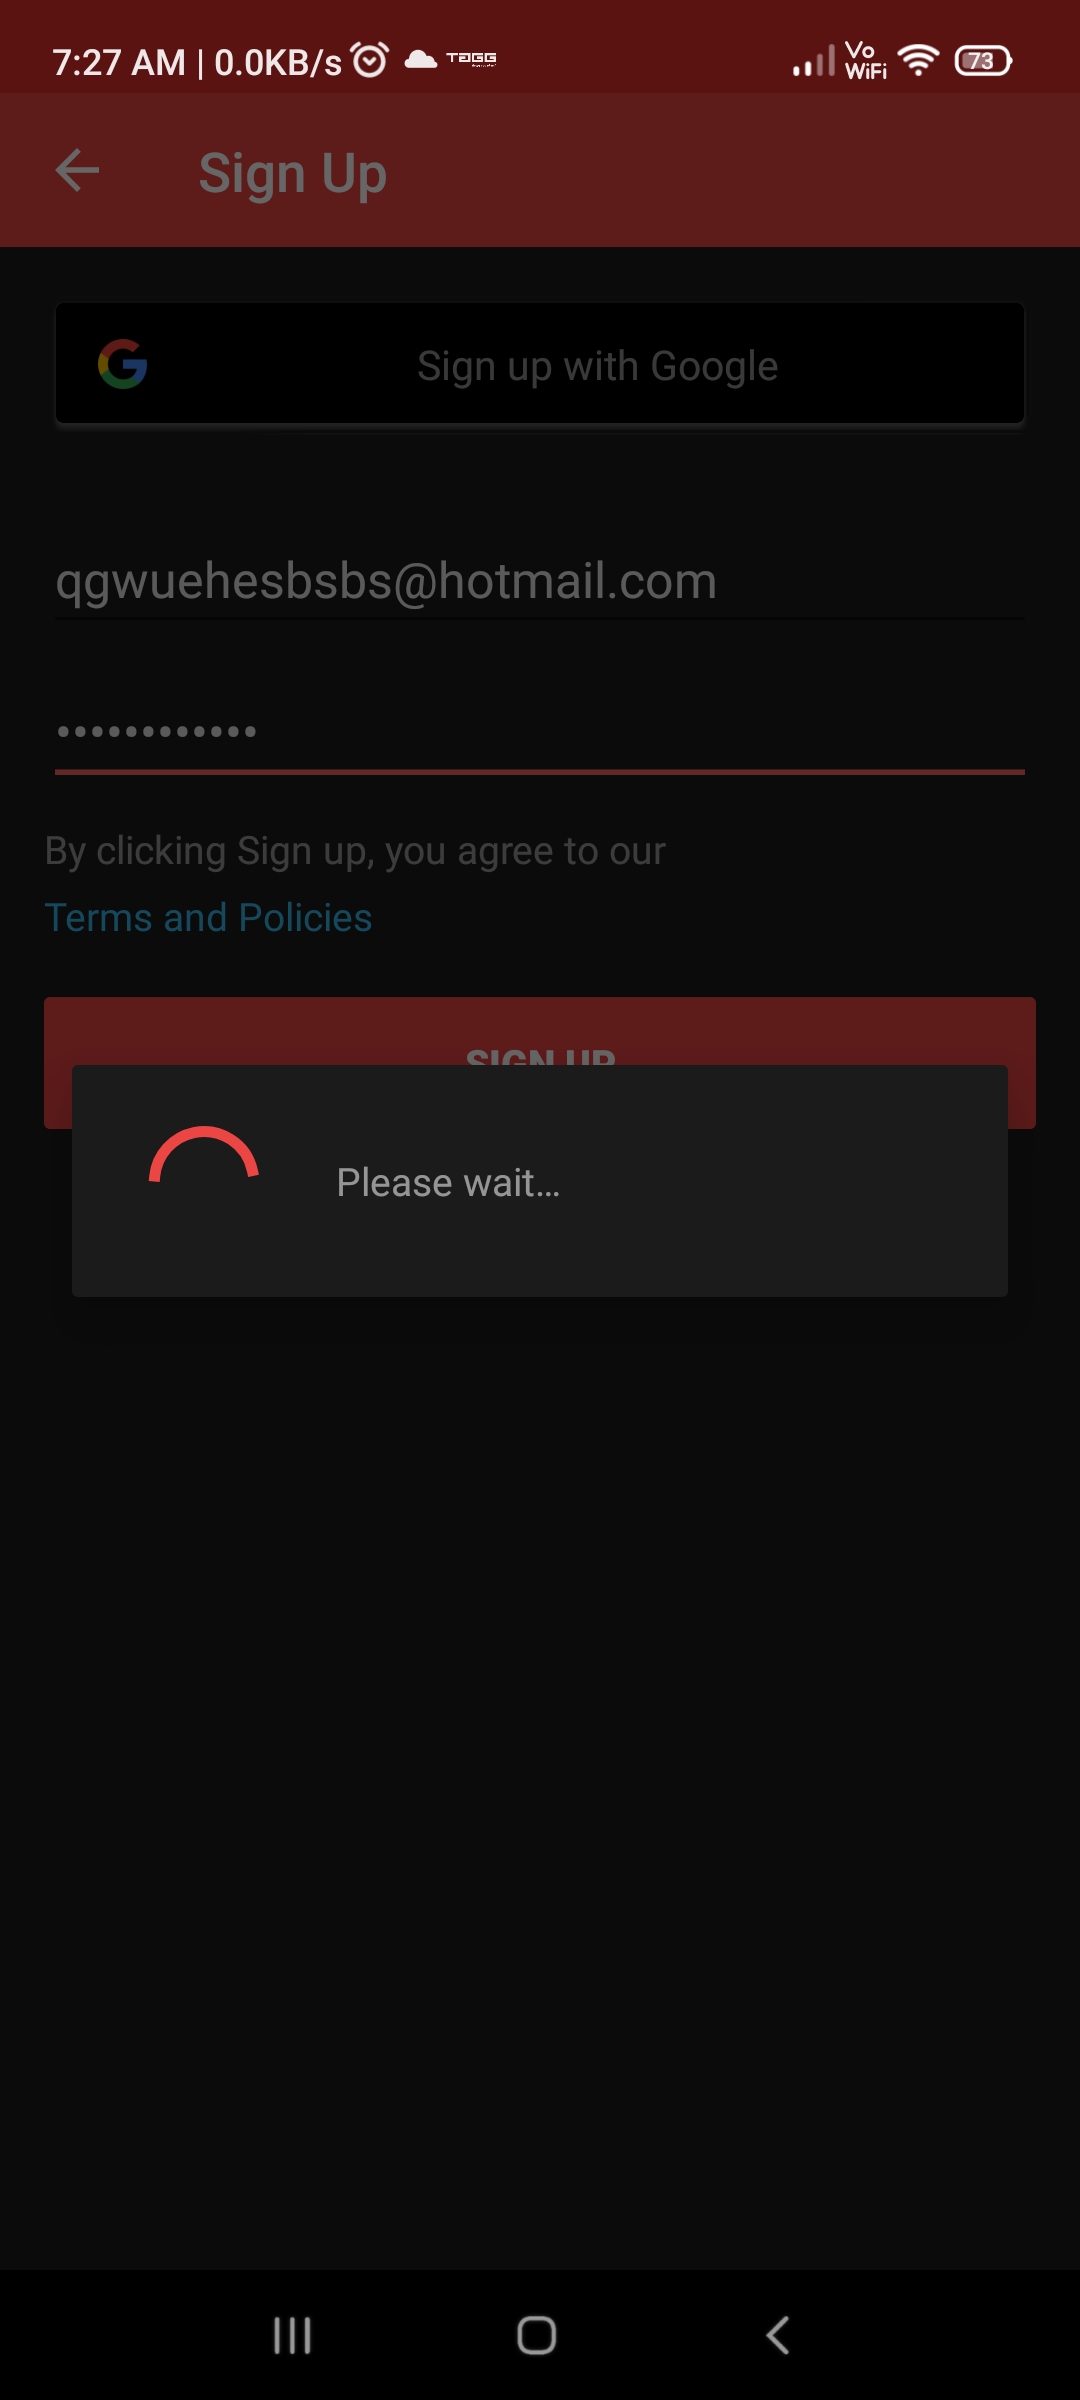 7:27 AM | 0.0KB/s TAGG Vo WiFi 73
Sign Up
Sign up with Google
qgwuehesbsbs@hotmail.com
••••••••••••
By clicking Sign up, you agree to our
Terms and Policies
SIGN UP
Please wait...